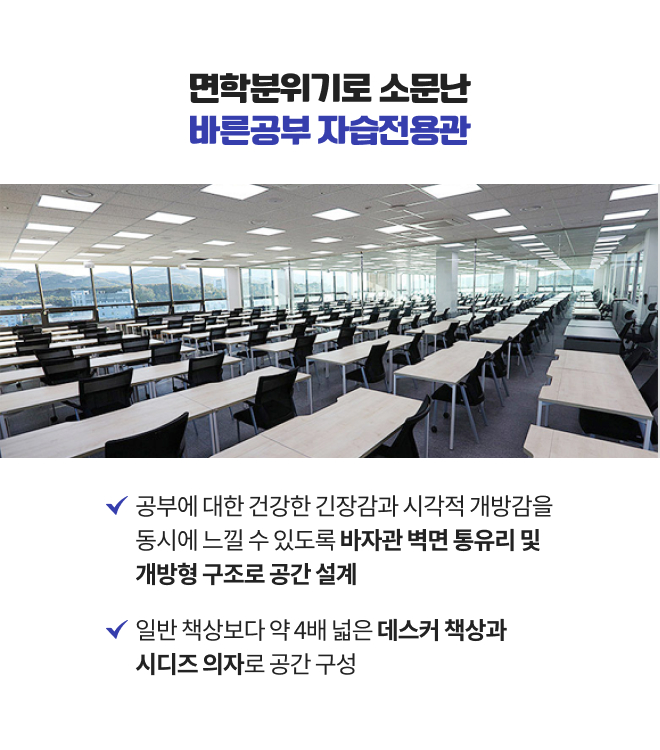 면학분위기로 소문난
바른공부 자습전용관
공부에 대한 건강한 긴장감과 시각적 개방감을
동시에 느낄 수 있도록 바자관 벽면 통유리 및
개방형 구조로 공간 설계
일반 책상보다 약 4배 넓은 데스커 책상과
시디즈 의자로 공간 구성